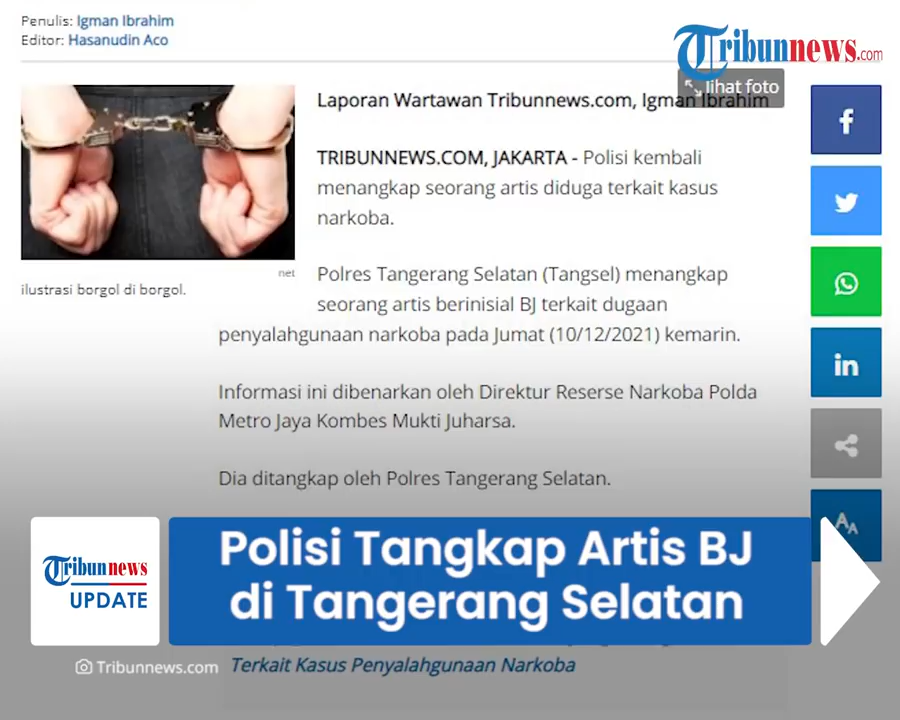 Penulis: Igman Ibrahim
Editor: Hasanudin Aco
Tribunnews.com
lihat foto
Laporan Wartawan Tribunnews.com, Igman Ibrahim
TRIBUNNEWS.COM, JAKARTA - Polisi kembali
menangkap seorang artis diduga terkait kasus
narkoba.
net
ilustrasi borgol di borgol.
Polres Tangerang Selatan (Tangsel) menangkap
seorang artis berinisial BJ terkait dugaan
penyalahgunaan narkoba pada Jumat (10/12/2021) kemarin.
Informasi ini dibenarkan oleh Direktur Reserse Narkoba Polda
Metro Jaya Kombes Mukti Juharsa.
Dia ditangkap oleh Polres Tangerang Selatan.
f
in
AA
Tribunnews
UPDATE
Polisi Tangkap Artis BJ
di Tangerang Selatan
Tribunnews.com
Terkait Kasus Penyalahgunaan Narkoba